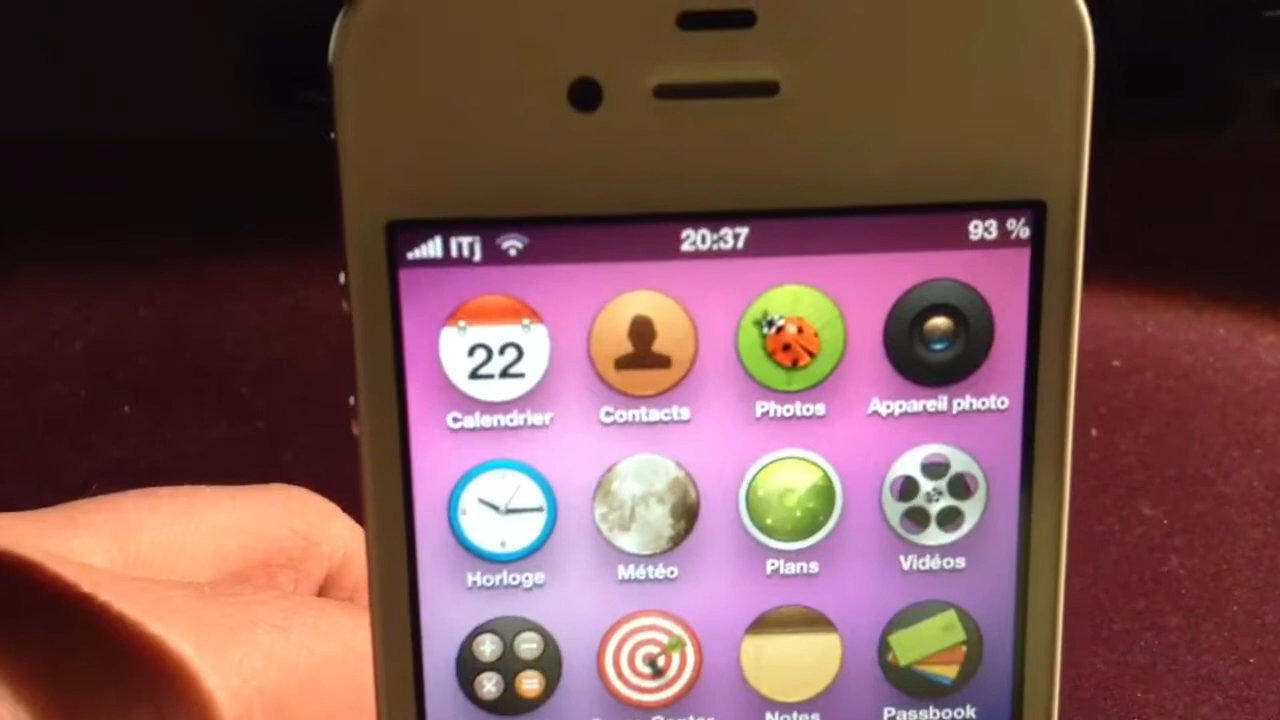 ITj 20:37 93 %
22
Calendrier Contacts Photos Appareil photo
Horloge Météo Plans Vidéos
Notes Passbook